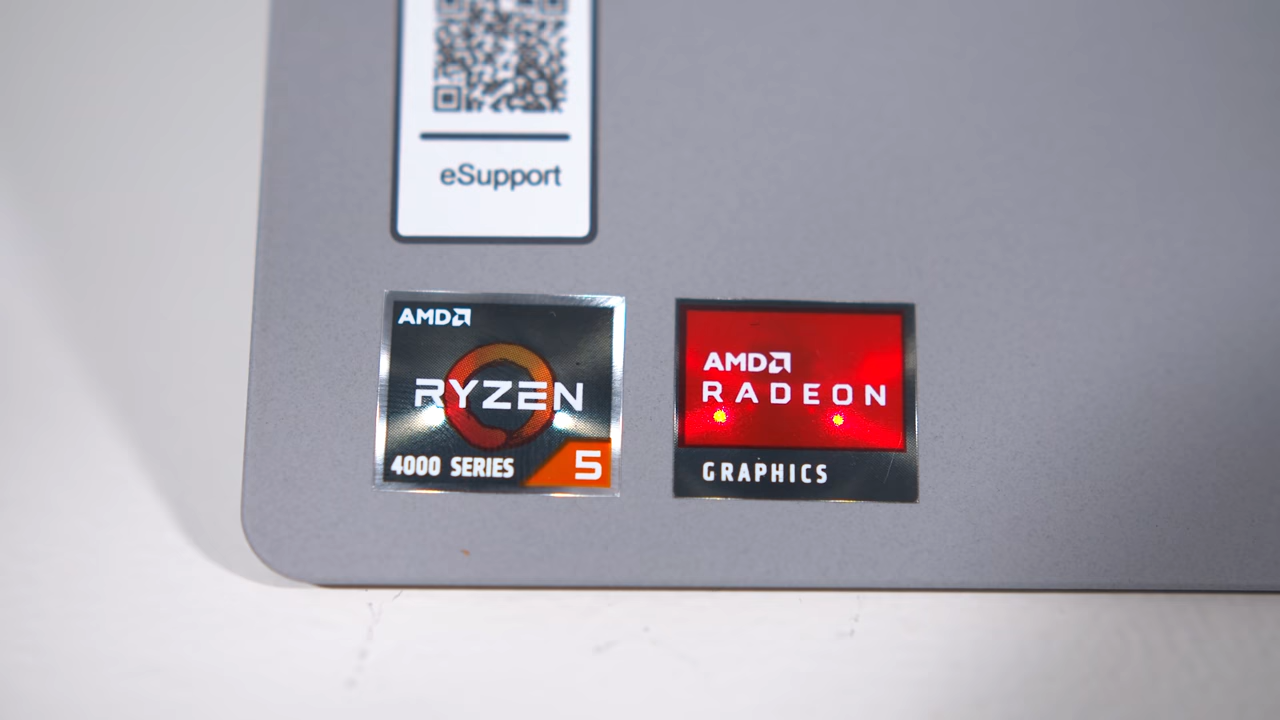 eSupport
AMD
RYZEN
4000 SERIES
5
AMD
RADEON
GRAPHICS